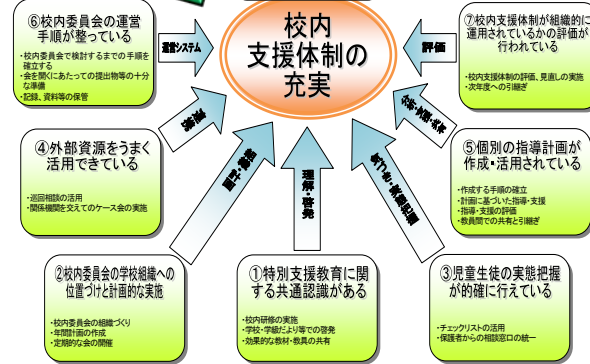 校内
支援体制の
充実
⑥校内委員会の運営
手順が整っている
・校内委員会で検討するまでの手順を
確立する
・会を開くにあたっての提出物等の十分
な準備
・記録、資料等の保管
運営システム
⑦校内支援体制が組織的に
運用されているかの評価が
行われている
・校内支援体制の評価、見直しの実施
・次年度への引継ぎ
評価
④外部資源をうまく
活用できている
・巡回相談の活用
・関係機関を交えてのケース会の実施
⑤個別の指導計画が
作成・活用されている
・作成する手順の確立
・計画に基づいた指導・支援
・指導・支援の評価
・教員間での共有と引継ぎ
②校内委員会の学校組織への
位置づけと計画的な実施
・校内委員会の組織づくり
・年間計画の作成
・定期的な会の開催
組織・計画
①特別支援教育に関
する共通認識がある
・校内研修の実施
・学校・学級だより等での啓発
・効果的な教材・教具の共有
理解・啓発
③児童生徒の実態把握
が的確に行えている
・チェックリストの活用
・保護者からの相談窓口の統一
気づき・実態把握